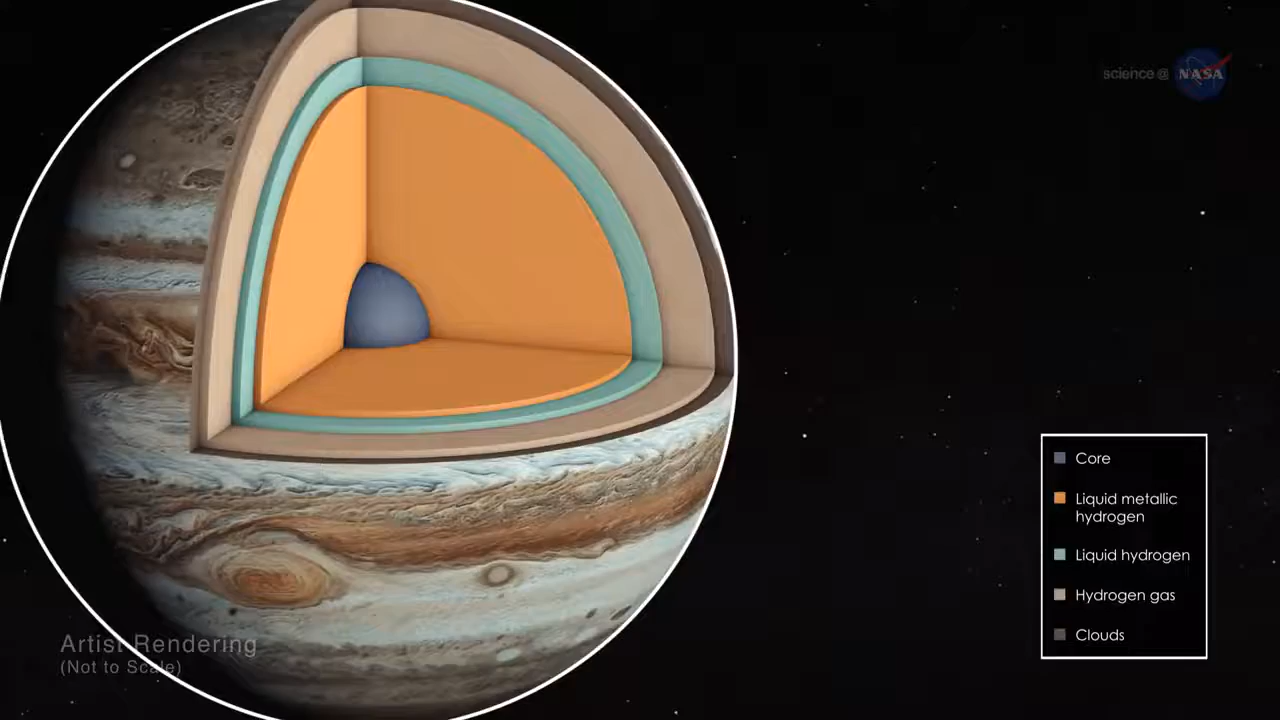 science@ NASA
Core
Liquid metallic
hydrogen
Liquid hydrogen
Hydrogen gas
Clouds
Artist Rendering
(Not to Scale)